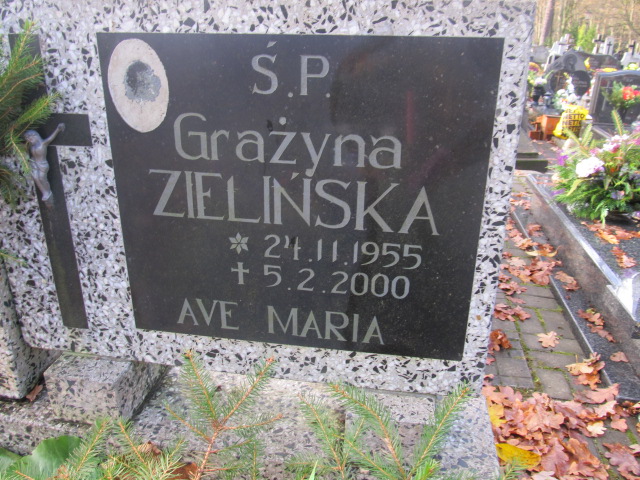 Ś.P.
Grażyna
ZIELIŃSKA
* 24.11.1955
✝ 5.2.2000
AVE MARIA